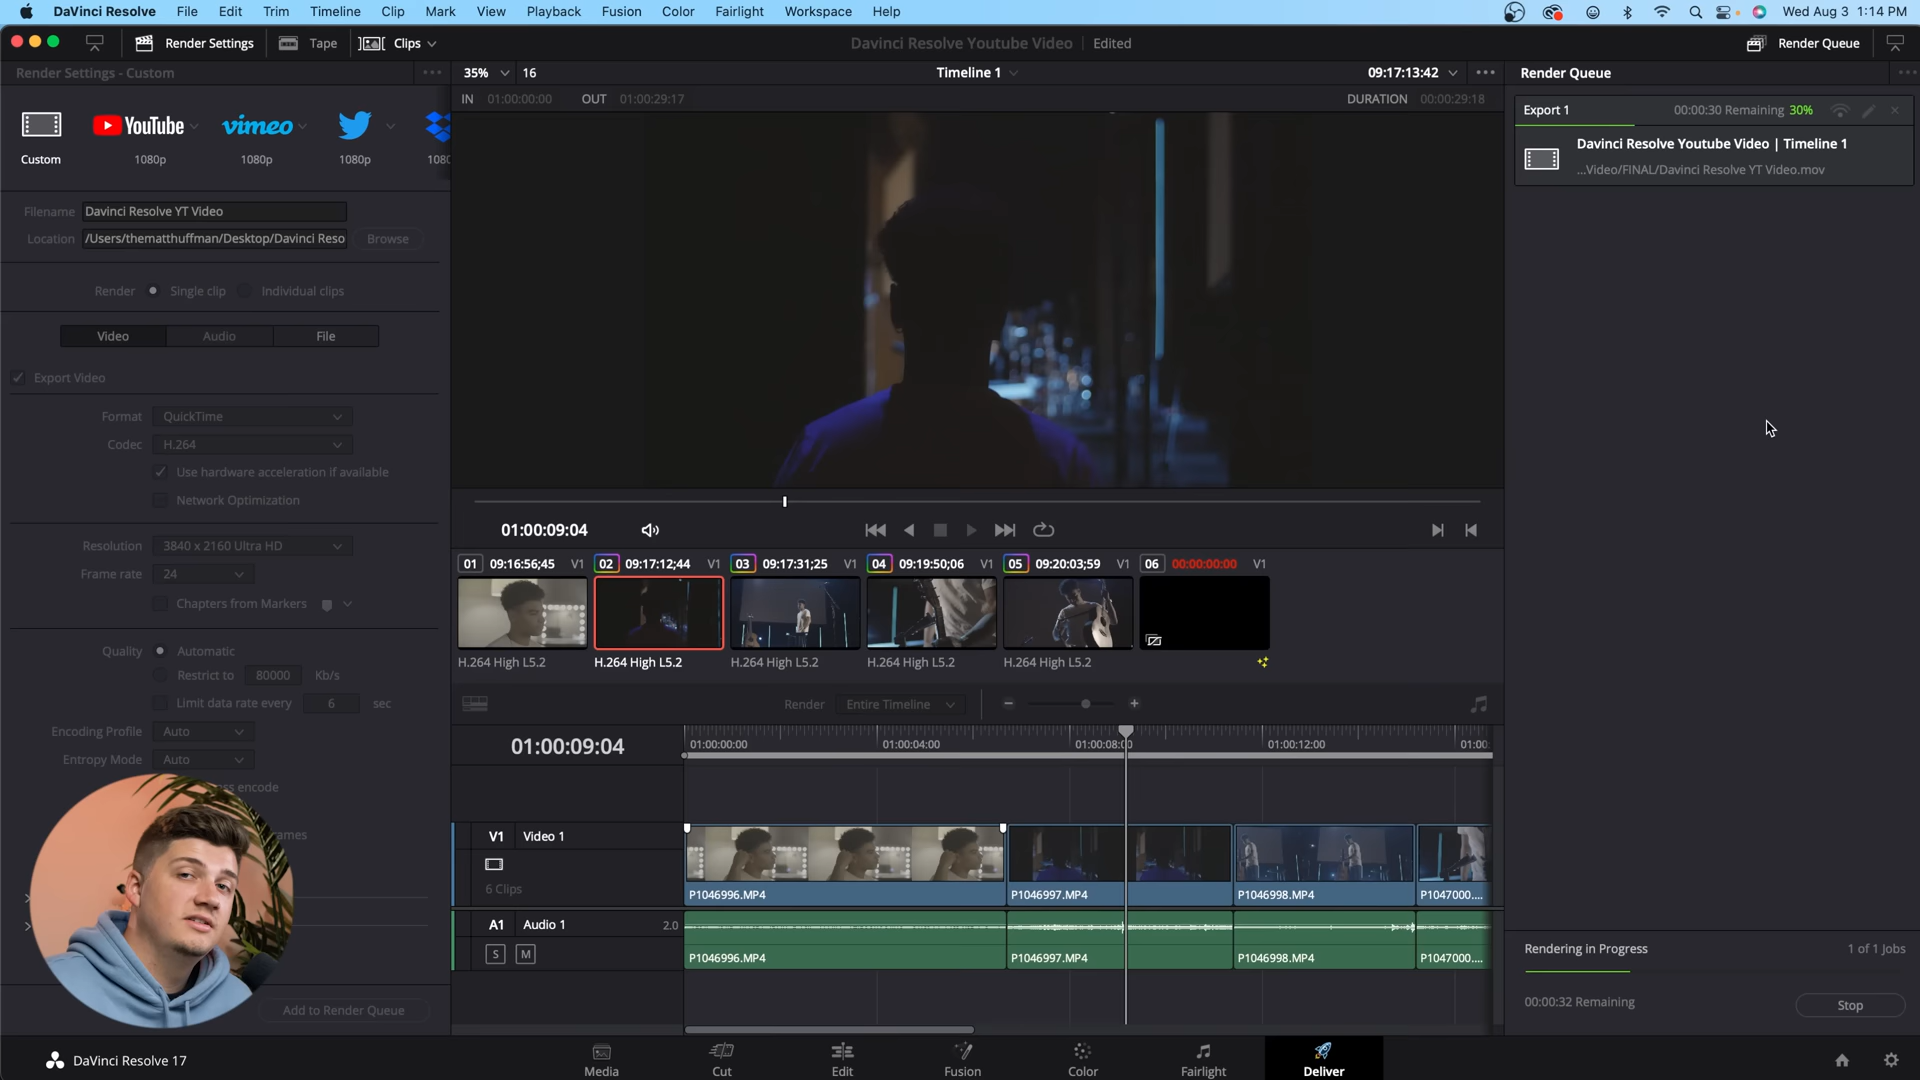 DaVinci Resolve File Edit Trim Timeline Clip Mark View Playback Fusion Color Fairlight Workspace Help Wed Aug 3 1:14 PM
Render Settings Tape Clips Davinci Resolve Youtube Video Edited Render Queue
Render Settings - Custom 35% 16 Timeline 1 09:17:13:42 Render Queue
IN 01:00:00:00 OUT 01:00:29:17 DURATION 00:00:29:18
Export 1 00:00:30 Remaining 30%
YouTube vimeo
Custom 1080p 1080p 1080p 108
Davinci Resolve Youtube Video | Timeline 1
...Video/FINAL/Davinci Resolve YT Video.mov
Filename Davinci Resolve YT Video
Location /Users/thematthuffman/Desktop/Davinci Reso Browse
Render Single clip Individual clips
Video Audio File
Export Video
Format QuickTime
Codec H.264
Use hardware acceleration if available
Network Optimization
Resolution 3840 x 2160 Ultra HD
Frame rate 24
Chapters from Markers
Quality Automatic
Restrict to 80000 Kb/s
Limit data rate every 6 sec
Encoding Profile Auto
Entropy Mode Auto
encode
Add to Render Queue
01:00:09:04
01 09:16:56;45 V1 02 09:17:12;44 V1 03 09:17:31;25 V1 04 09:19:50;06 V1 05 09:20:03;59 V1 06 00:00:00:00 V1
H.264 High L5.2 H.264 High L5.2 H.264 High L5.2 H.264 High L5.2 H.264 High L5.2
Render Entire Timeline
01:00:09:04 01:00:00:00 01:00:04:00 01:00:08:00 01:00:12:00 01:00:
V1 Video 1
6 Clips
P1046996.MP4 P1046997.MP4 P1046998.MP4 P1047000....
A1 Audio 1 2.0
S M
P1046996.MP4 P1046997.MP4 P1046998.MP4 P1047000....
Rendering in Progress 1 of 1 Jobs
00:00:32 Remaining Stop
DaVinci Resolve 17 Media Cut Edit Fusion Color Fairlight Deliver